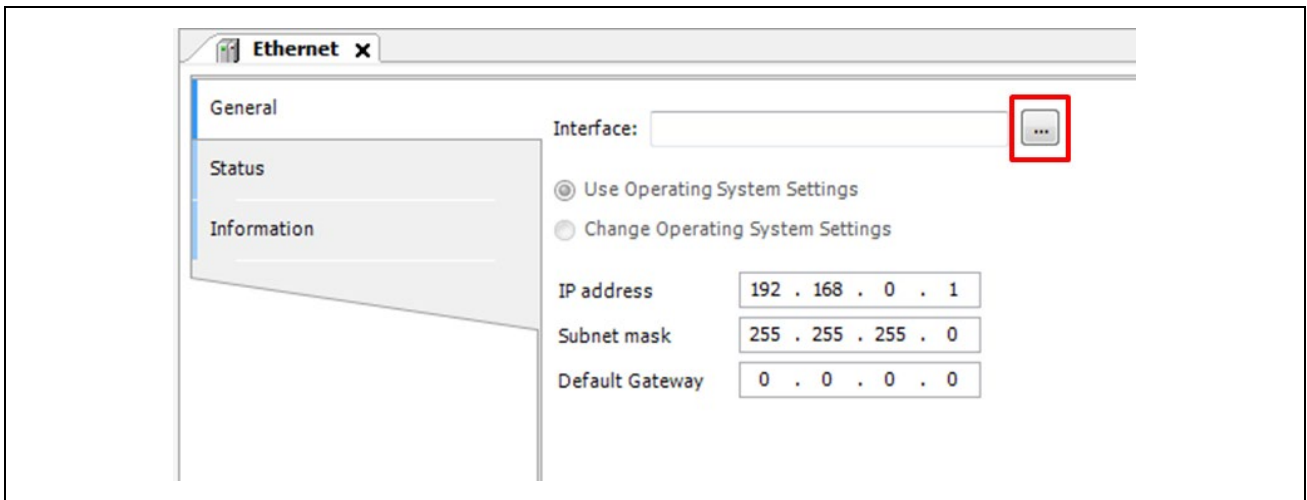 Ethernet x
General
Status
Information
Interface: ...
Use Operating System Settings
Change Operating System Settings
IP address 192 . 168 . 0 . 1
Subnet mask 255 . 255 . 255 . 0
Default Gateway 0 . 0 . 0 . 0